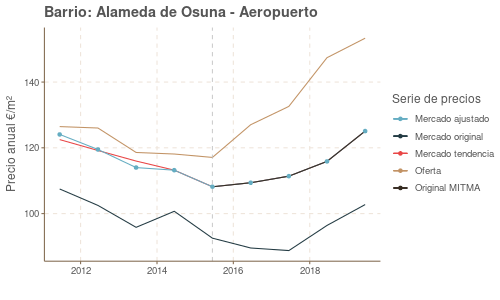 Barrio: Alameda de Osuna - Aeropuerto
Precio anual €/m²
140
120
100
2012
2014
2016
2018
Serie de precios
Mercado ajustado
Mercado original
Mercado tendencia
Oferta
Original MITMA